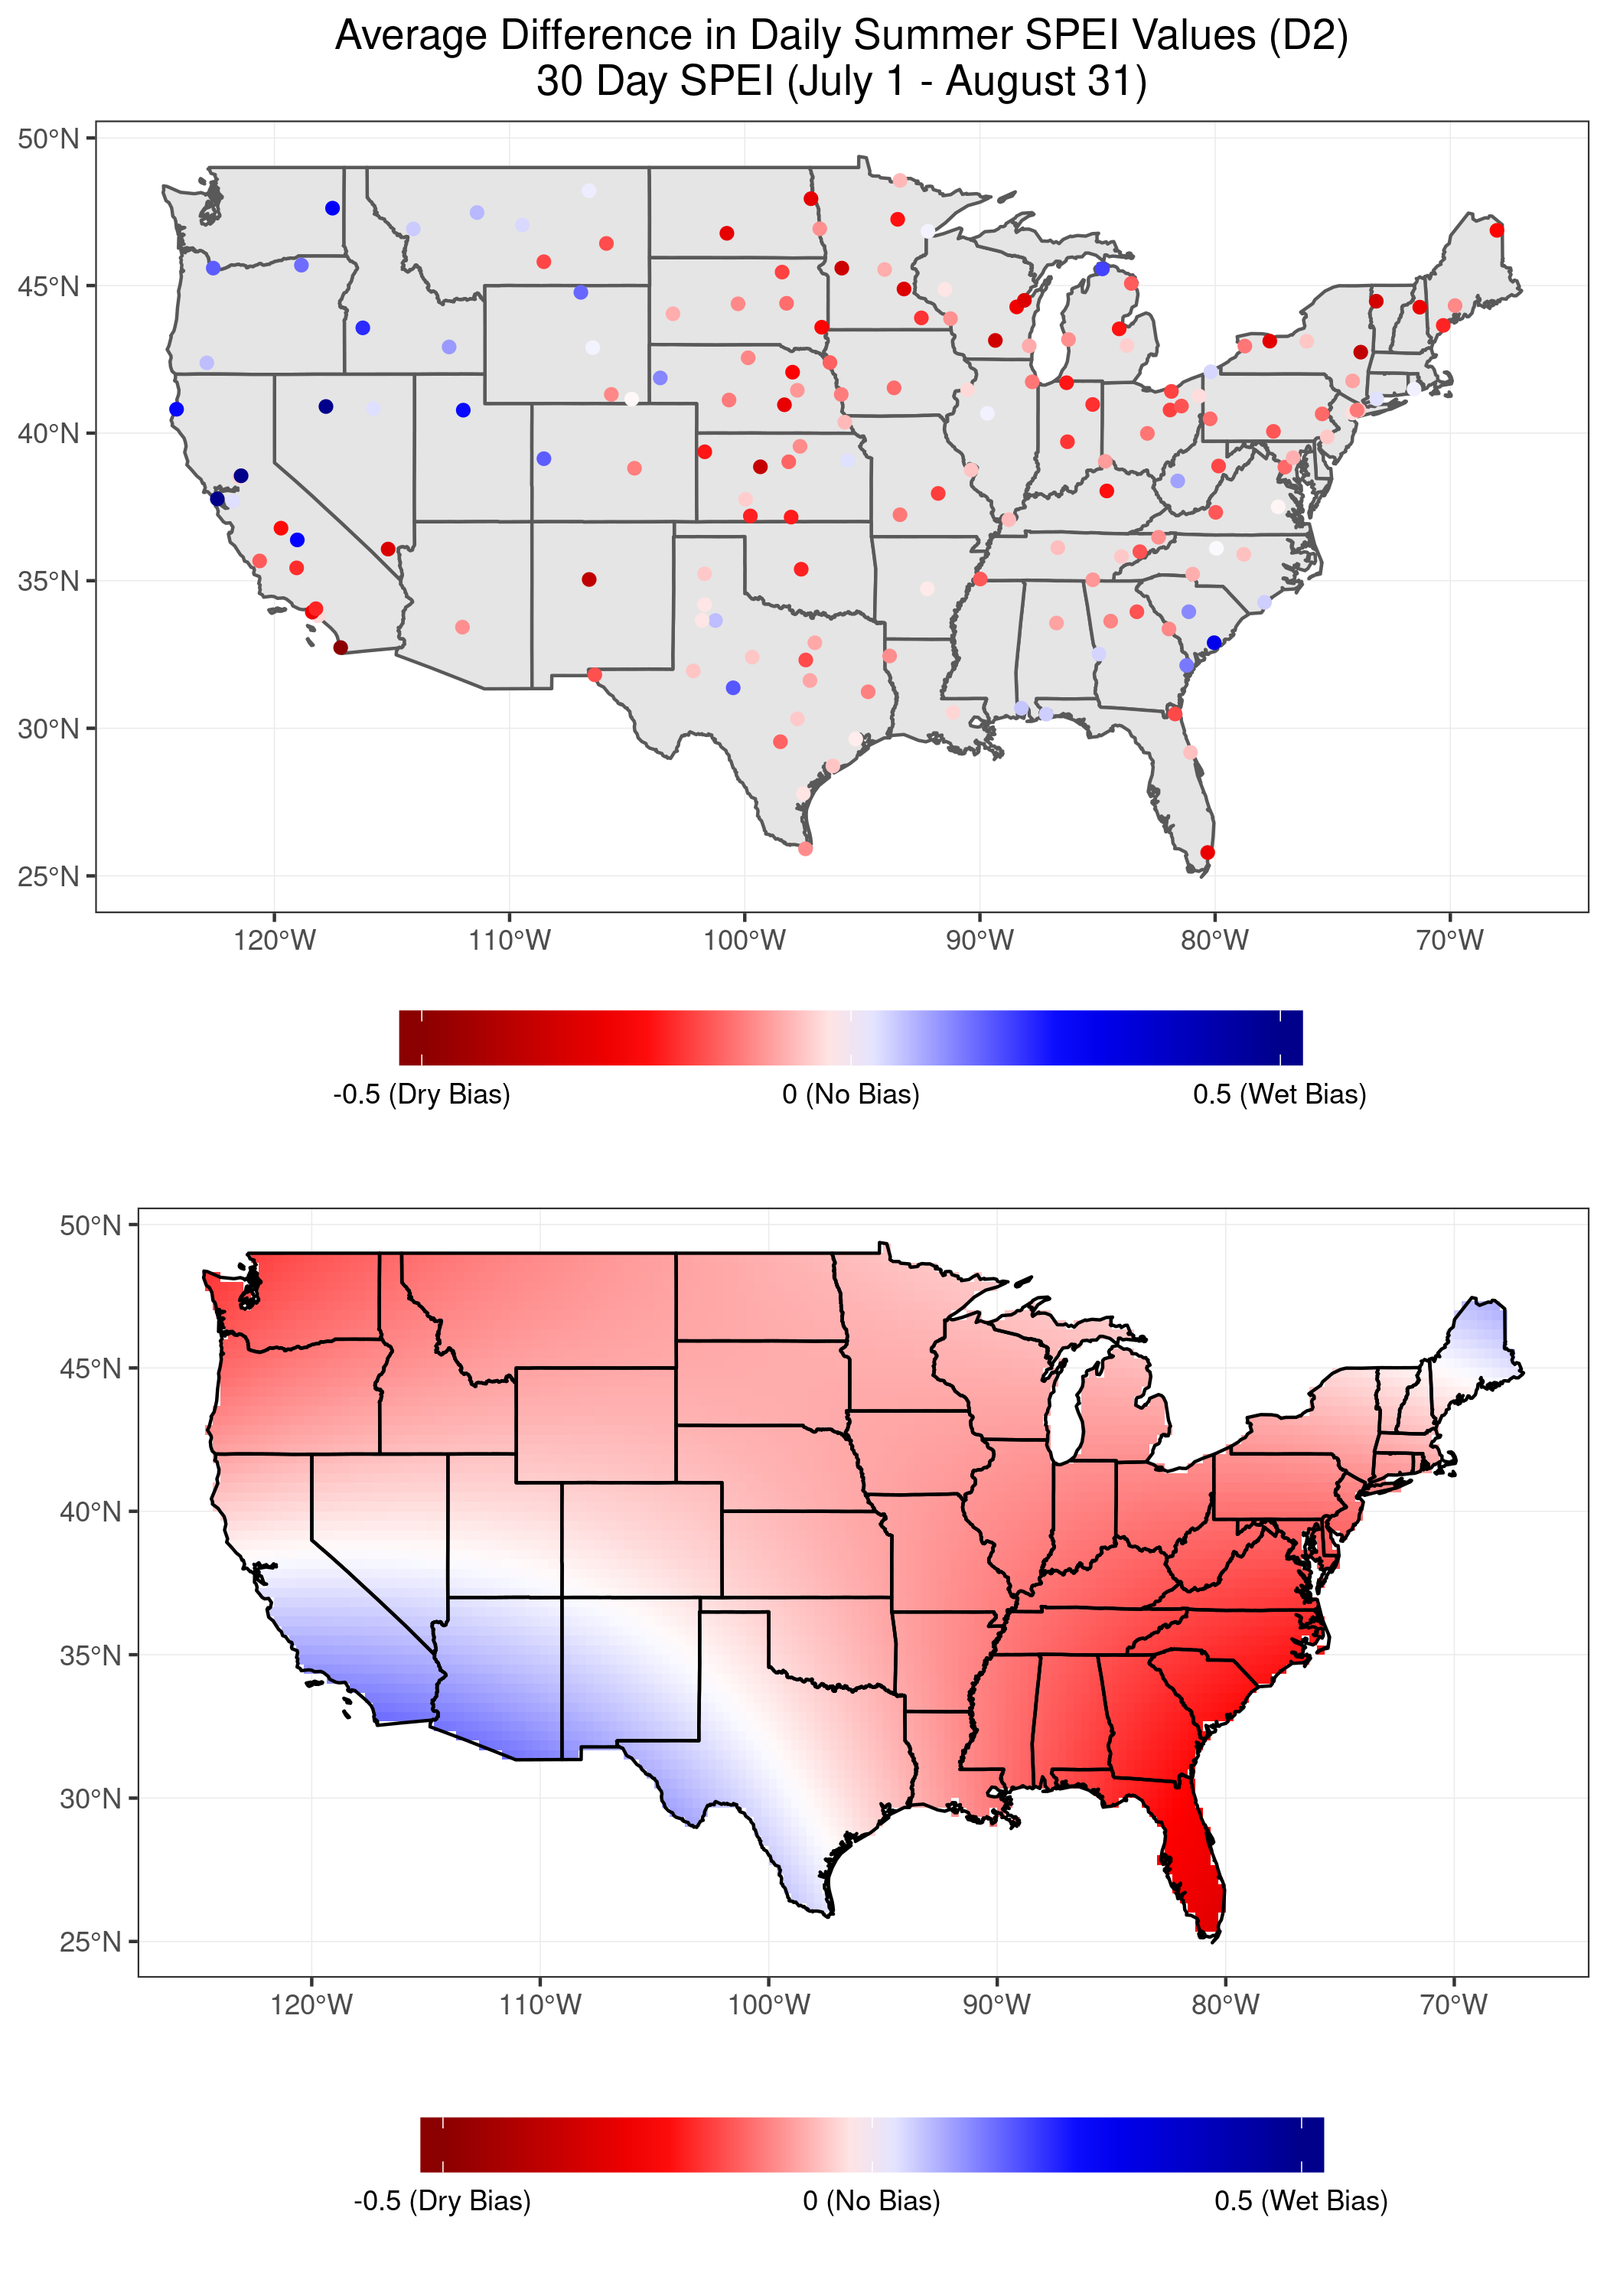 Average Difference in Daily Summer SPEI Values (D2)
30 Day SPEI (July 1 - August 31)
50°N
45°N
40°N
35°N
30°N
25°N
120°W 110°W 100°W 90°W 80°W 70°W
-0.5 (Dry Bias) 0 (No Bias) 0.5 (Wet Bias)
50°N
45°N
40°N
35°N
30°N
25°N
120°W 110°W 100°W 90°W 80°W 70°W
-0.5 (Dry Bias) 0 (No Bias) 0.5 (Wet Bias)